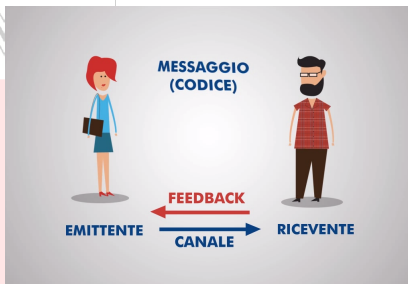 MESSAGGIO
(CODICE)
FEEDBACK
EMITTENTE
CANALE
RICEVENTE